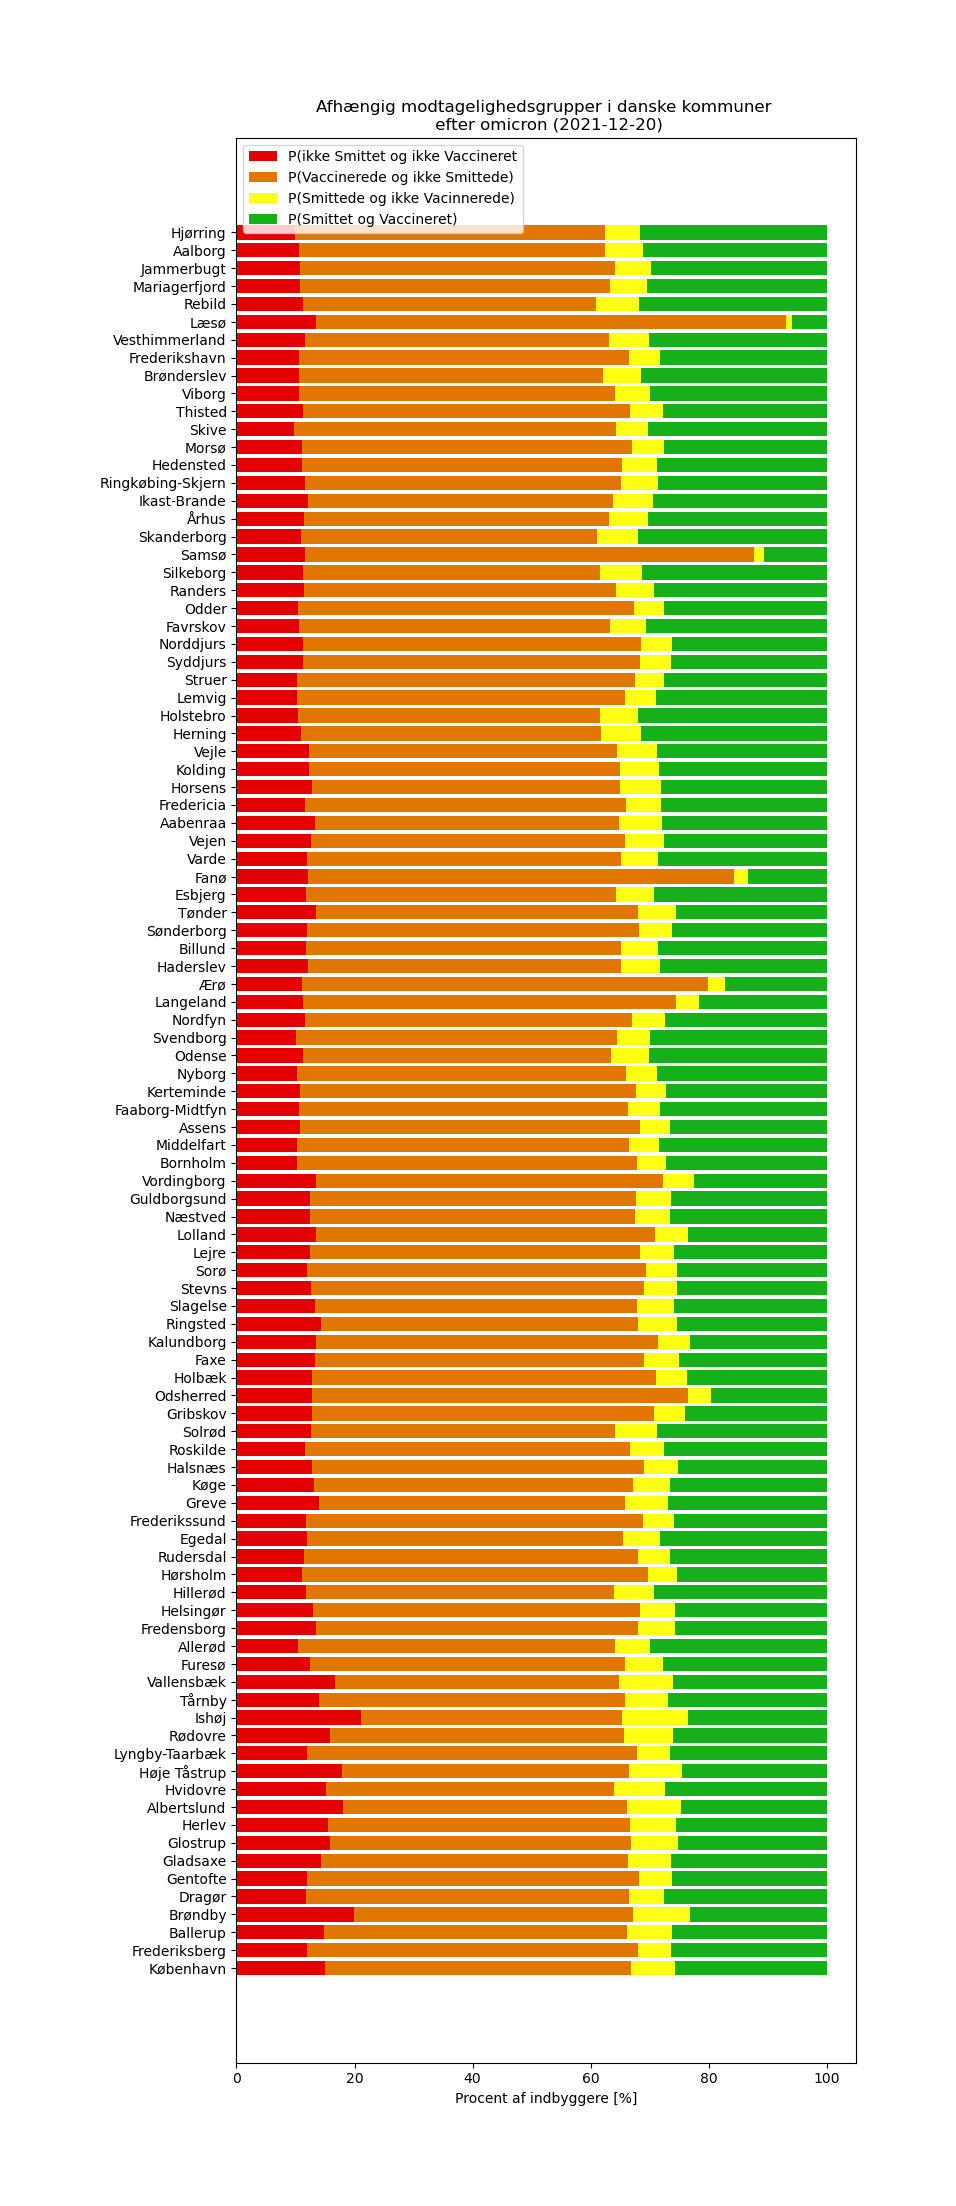 Afhængig modtagelighedsgrupper i danske kommuner
efter omicron (2021-12-20)
P(ikke Smittet og ikke Vaccineret
P(Vaccinerede og ikke Smittede)
P(Smittede og ikke Vacinnerede)
P(Smittet og Vaccineret)
Hjørring
Aalborg
Jammerbugt
Mariagerfjord
Rebild
Læsø
Vesthimmerland
Frederikshavn
Brønderslev
Viborg
Thisted
Skive
Morsø
Hedensted
Ringkøbing-Skjern
Ikast-Brande
Århus
Skanderborg
Samsø
Silkeborg
Randers
Odder
Favrskov
Norddjurs
Syddjurs
Struer
Lemvig
Holstebro
Herning
Vejle
Kolding
Horsens
Fredericia
Aabenraa
Vejen
Varde
Fanø
Esbjerg
Tønder
Sønderborg
Billund
Haderslev
Ærø
Langeland
Nordfyn
Svendborg
Odense
Nyborg
Kerteminde
Faaborg-Midtfyn
Assens
Middelfart
Bornholm
Vordingborg
Guldborgsund
Næstved
Lolland
Lejre
Sorø
Stevns
Slagelse
Ringsted
Kalundborg
Faxe
Holbæk
Odsherred
Gribskov
Solrød
Roskilde
Halsnæs
Køge
Greve
Frederikssund
Egedal
Rudersdal
Hørsholm
Hillerød
Helsingør
Fredensborg
Allerød
Furesø
Vallensbæk
Tårnby
Ishøj
Rødovre
Lyngby-Taarbæk
Høje Tåstrup
Hvidovre
Albertslund
Herlev
Glostrup
Gladsaxe
Gentofte
Dragør
Brøndby
Ballerup
Frederiksberg
København
0 20 40 60 80 100
Procent af indbyggere [%]